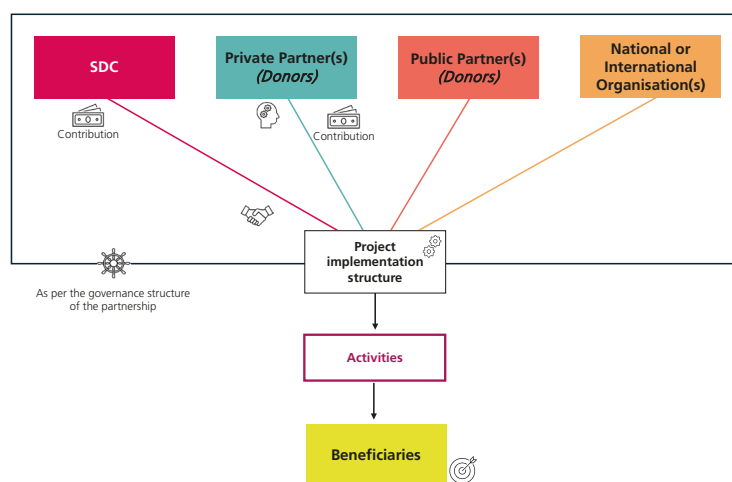 SDC
Private Partner(s)
(Donors)
Public Partner(s)
(Donors)
National or
International
Organisation(s)
Contribution
Contribution
Project
implementation
structure
As per the governance structure
of the partnership
Activities
Beneficiaries